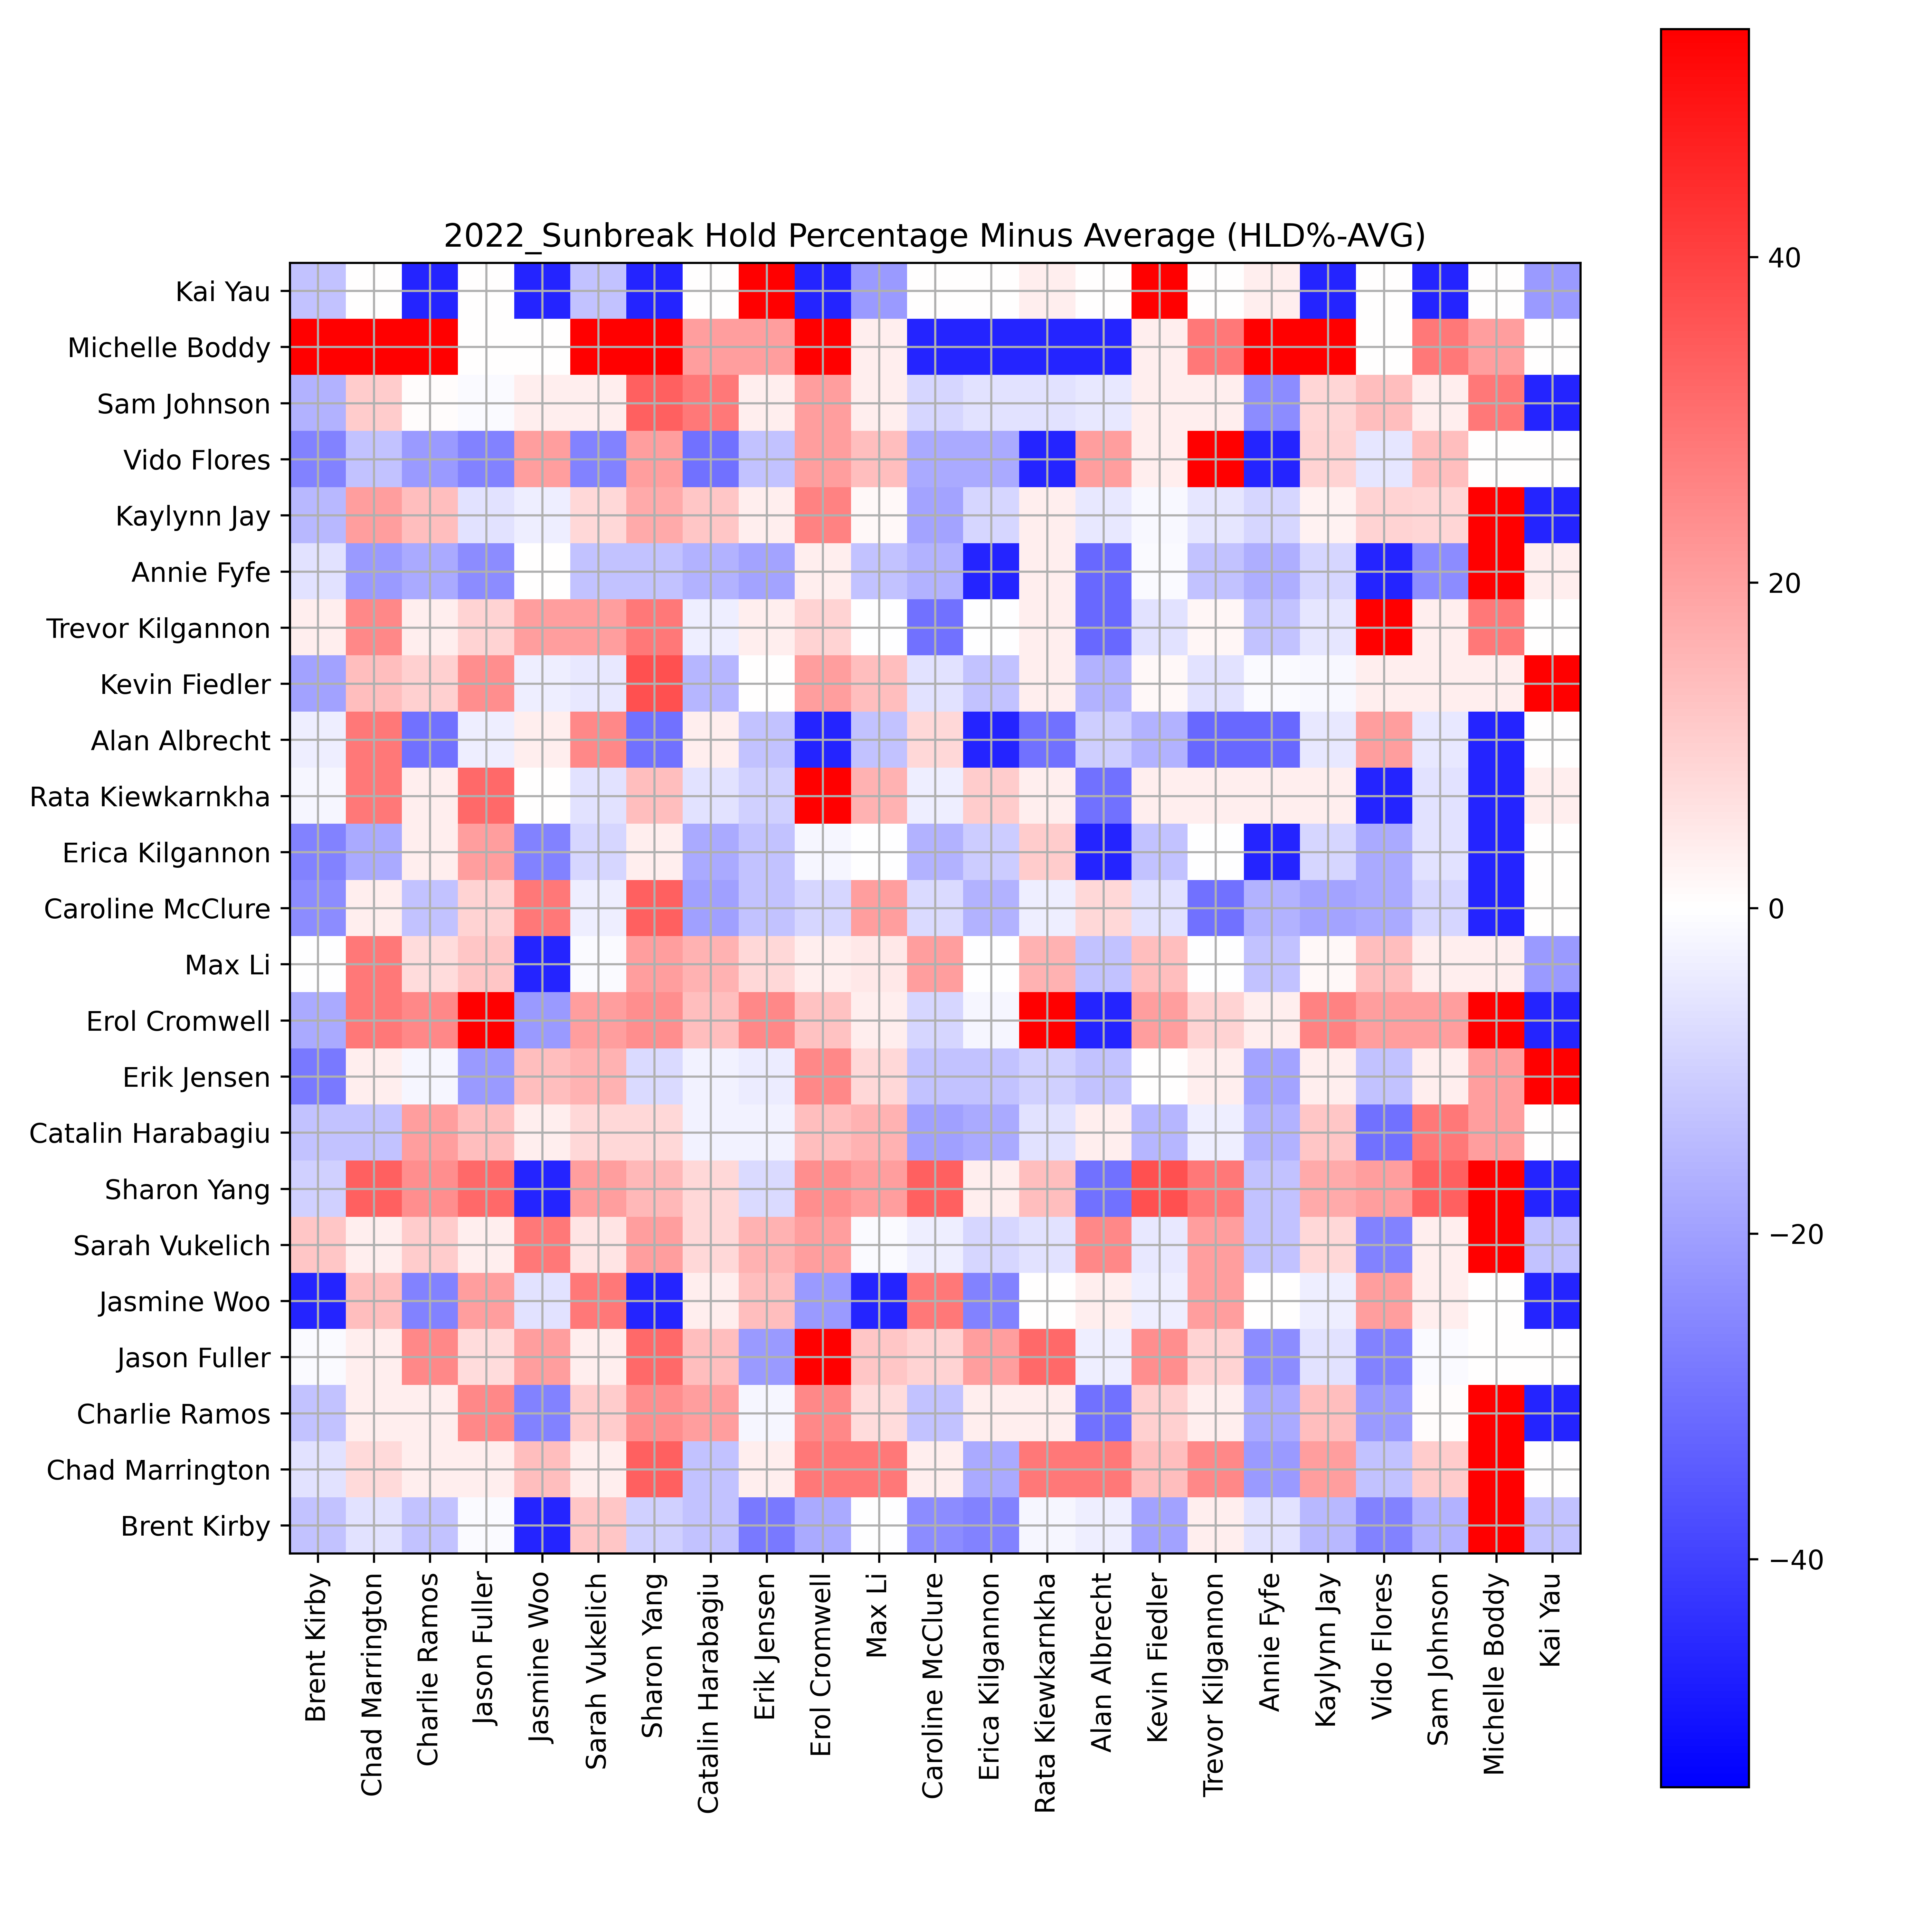 2022_Sunbreak Hold Percentage Minus Average (HLD%-AVG)
Kai Yau
Michelle Boddy
Sam Johnson
Vido Flores
Kaylynn Jay
Annie Fyfe
Trevor Kilgannon
Kevin Fiedler
Alan Albrecht
Rata Kiewkarnkha
Erica Kilgannon
Caroline McClure
Max Li
Erol Cromwell
Erik Jensen
Catalin Harabagiu
Sharon Yang
Sarah Vukelich
Jasmine Woo
Jason Fuller
Charlie Ramos
Chad Marrington
Brent Kirby
Brent Kirby
Chad Marrington
Charlie Ramos
Jason Fuller
Jasmine Woo
Sarah Vukelich
Sharon Yang
Catalin Harabagiu
Erik Jensen
Erol Cromwell
Max Li
Caroline McClure
Erica Kilgannon
Rata Kiewkarnkha
Alan Albrecht
Kevin Fiedler
Trevor Kilgannon
Annie Fyfe
Kaylynn Jay
Vido Flores
Sam Johnson
Michelle Boddy
Kai Yau
40
20
0
−20
−40